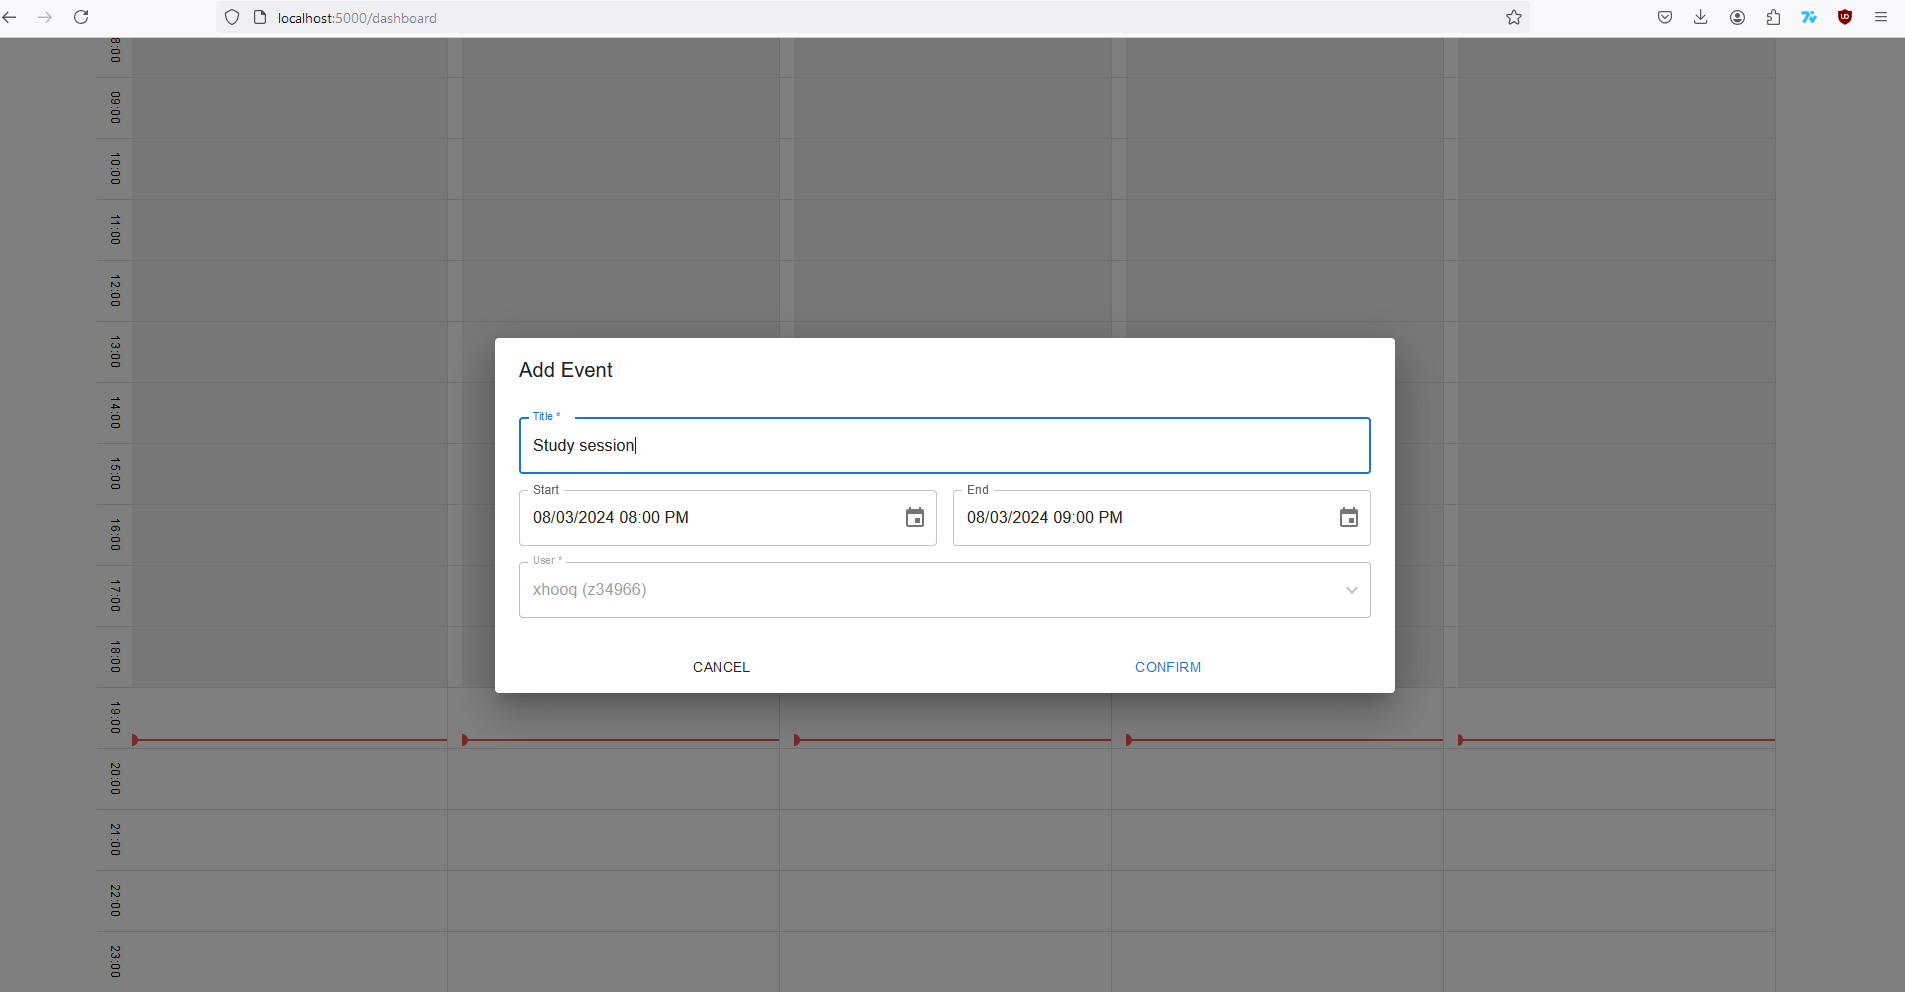 localhost:5000/dashboard
8:00
09:00
10:00
11:00
12:00
13:00
14:00
15:00
16:00
17:00
18:00
19:00
20:00
21:00
22:00
23:00
Add Event
Title *
Study session
Start
08/03/2024 08:00 PM
End
08/03/2024 09:00 PM
User *
xhooq (z34966)
CANCEL
CONFIRM